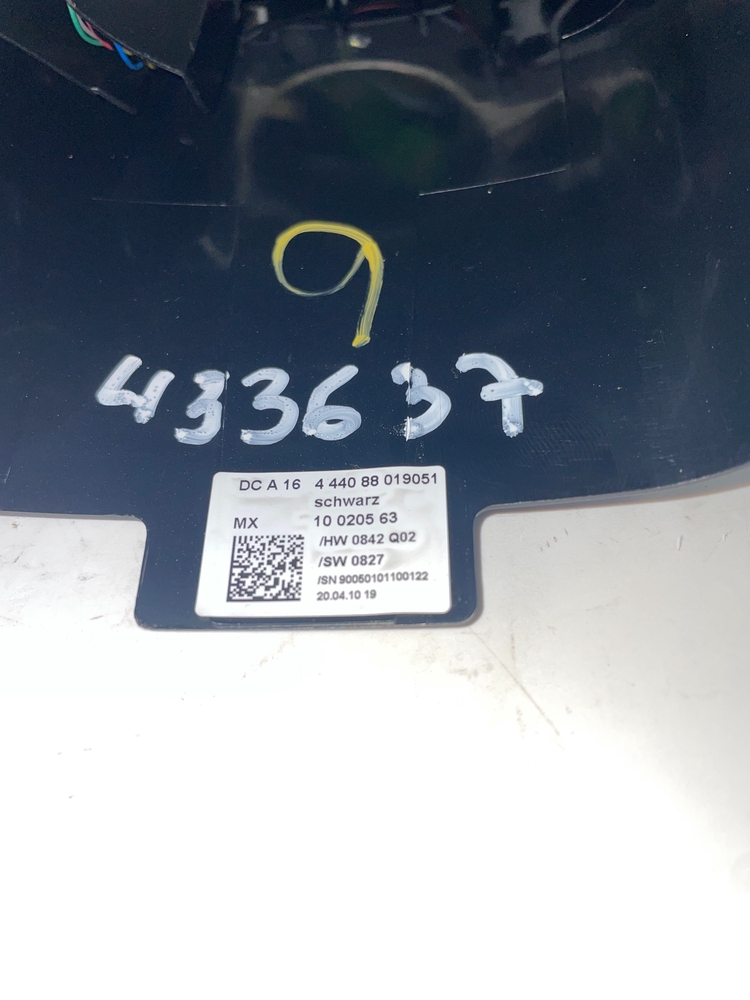 9
433637
DC A 16 4 440 88 019051
schwarz
MX 10 0205 63
/HW 0842 Q02
/SW 0827
/SN 90050101100122
20.04.10 19